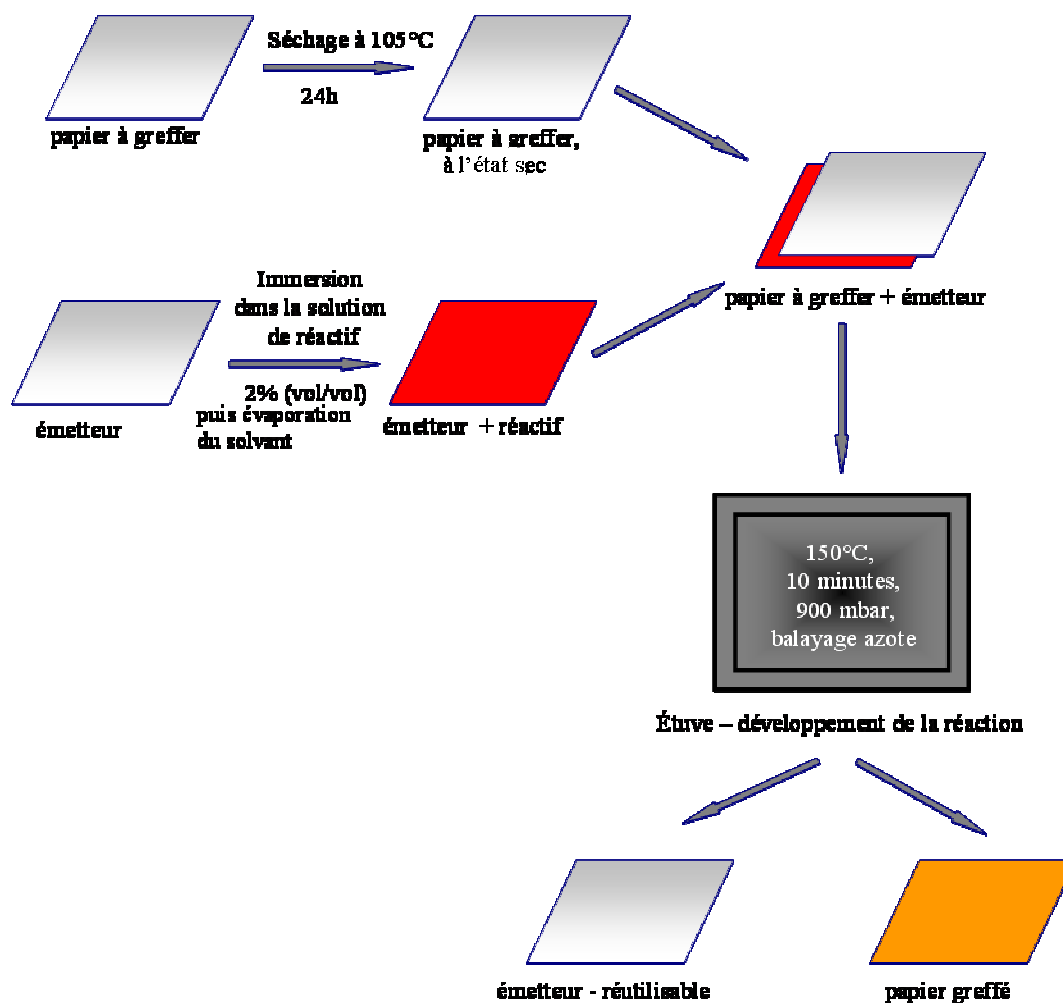 Séchage à 105°C
24h
papier à greffer
papier à areffer,
à l'état sec
Immersion
dans la solution
de réactif
2% (vol/vol)
puis évaporation
du solvant
émetteur
émetteur + réactif
papier à greffer + émetteur
150°C,
10 minutes,
900 mbar,
balayage azote
Étuve – développement de la réaction
émetteur - réutilisable
papier greffé